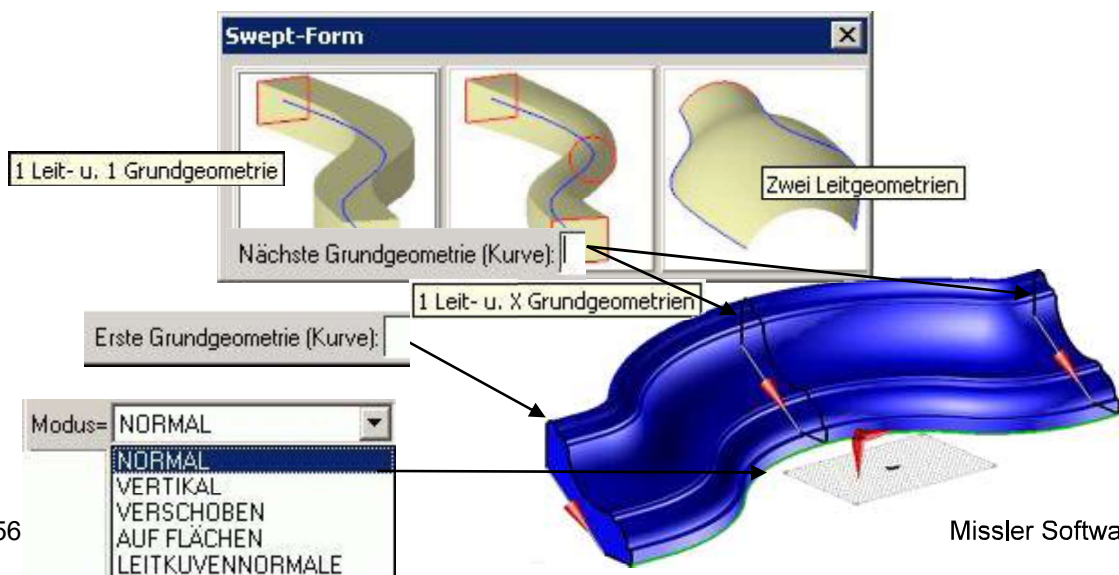 Swept-Form
1 Leit- u. 1 Grundgeometrie
Zwei Leitgeometrien
Nächste Grundgeometrie (Kurve):
1 Leit- u. X Grundgeometrien
Erste Grundgeometrie (Kurve):
Modus= NORMAL
NORMAL
VERTIKAL
VERSCHOBEN
AUF FLÄCHEN
LEITKUVENNORMALE
56
Missler Softwa